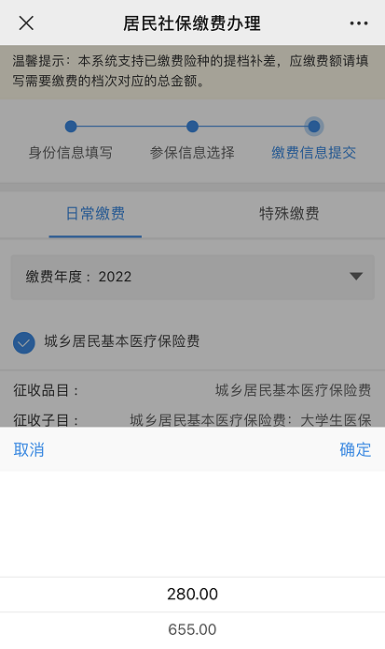 居民社保缴费办理
温馨提示：本系统支持已缴费险种的提档补差，应缴费额请填
写需要缴费的档次对应的总金额。
身份信息填写 参保信息选择 缴费信息提交
日常缴费 特殊缴费
缴费年度：2022
城乡居民基本医疗保险费
征收品目： 城乡居民基本医疗保险费
征收子目： 城乡居民基本医疗保险费：大学生医保
取消 确定
280.00
655.00